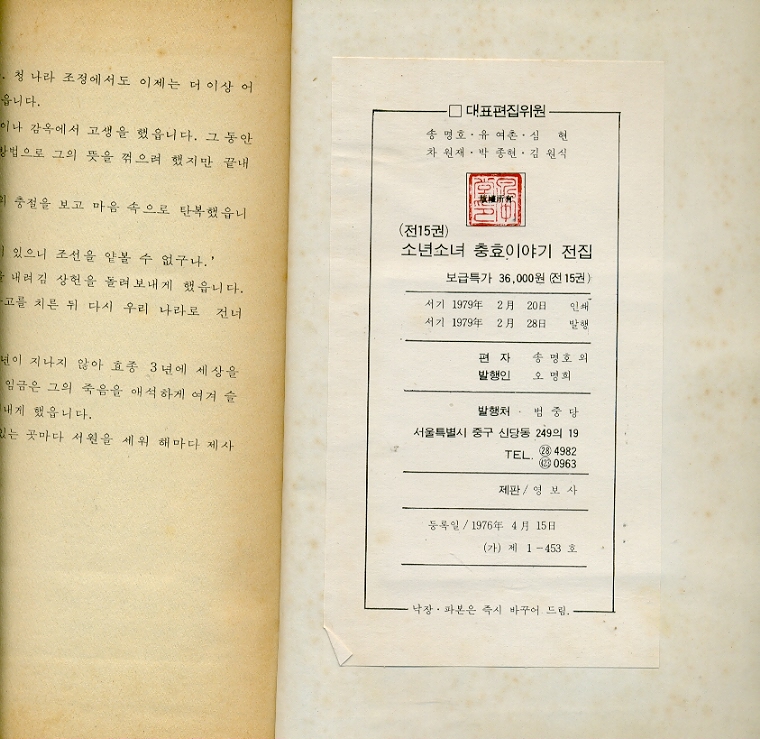 . 청 나라 조정에서도 이제는 더 이상 어
읍니다.
이나 감옥에서 고생을 했읍니다. 그 동안
방법으로 그의 뜻을 꺾으려 했지만 끝내
의 충절을 보고 마음 속으로 탄복했읍니
이 있으니 조선을 얕볼 수 없구나.'
을 내려 김 상헌을 돌려보내게 했읍니다.
고를 치른 뒤 다시 우리 나라로 건너
년이 지나지 않아 효종 3년에 세상을
임금은 그의 죽음을 애석하게 여겨 슬
내게 했읍니다.
있는 곳마다 서원을 세워 해마다 제사
□ 대표편집위원
송 명호 · 유 여촌 · 심 현
차 원재 · 박 종현 · 김 원식
版權所有
(전15권)
소년소녀 충효이야기 전집
보급특가 36,000원 (전 15권)
서기 1979年 2月 20日 인쇄
서기 1979年 2月 28日 발행
편 자 송 명호 외
발행인 오 명희
발행처 · 범 중 당
서울특별시 중구 신당동 249의 19
TEL. ㉘ 4982
0963
제판 / 영 보 사
등록일 / 1976年 4月 15日
(가) 제 1-453 호
낙장 · 파본은 즉시 바꾸어 드림.